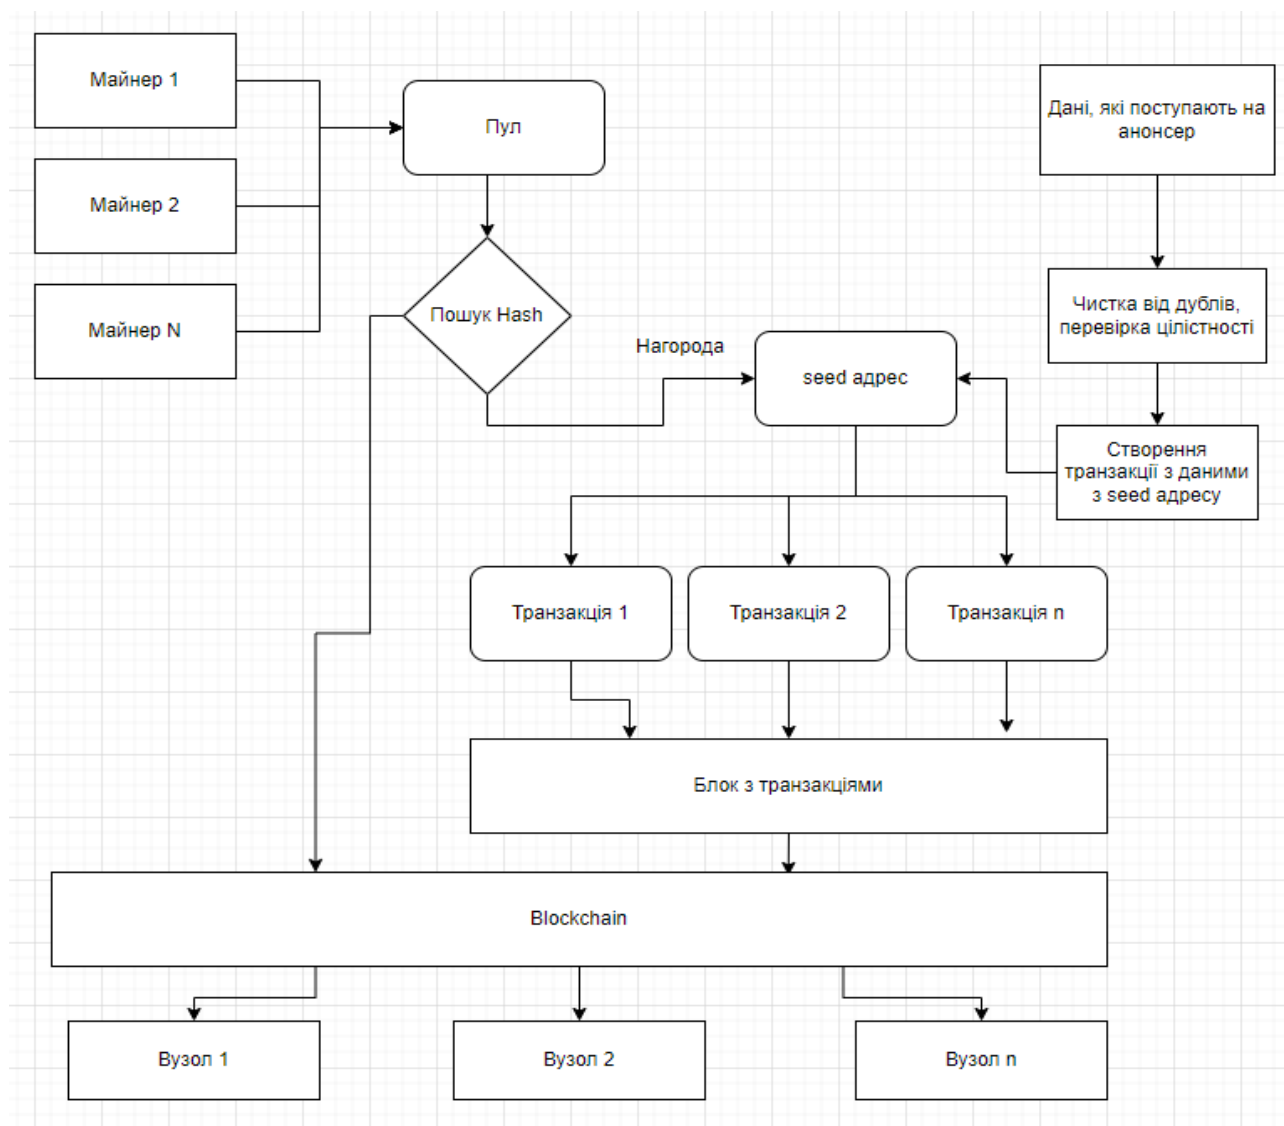 Майнер 1
Майнер 2
Майнер N
Пул
Пошук Hash
Нагорода
seed адрес
Дані, які поступають на
анонсер
Чистка від дублів,
перевірка цілістності
Створення
транзакції з даними
з seed адресу
Транзакція 1
Транзакція 2
Транзакція n
Блок з транзакціями
Blockchain
Вузол 1
Вузол 2
Вузол n